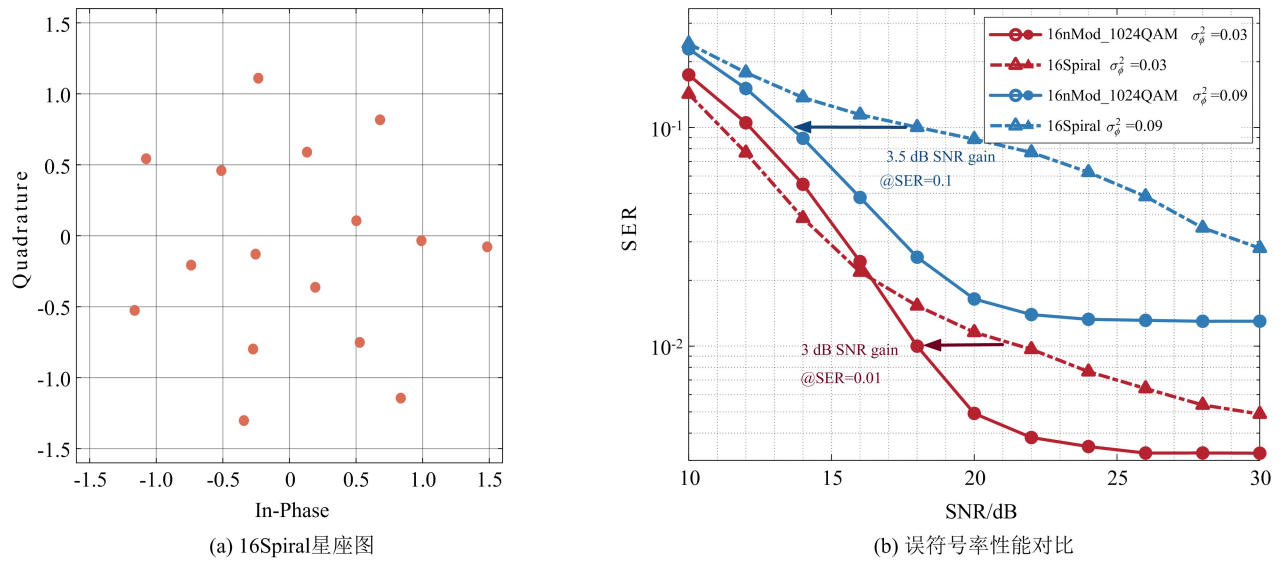 1.5
1.0
0.5
0
-0.5
-1.0
-1.5
Quadrature
-1.5 -1.0 -0.5 0 0.5 1.0 1.5
In-Phase
(a) 16Spiral星座图
SER
10⁻¹
10⁻²
16nMod_1024QAM σ²ϕ =0.03
16Spiral σ²ϕ =0.03
16nMod_1024QAM σ²ϕ =0.09
16Spiral σ²ϕ =0.09
3.5 dB SNR gain
@SER=0.1
3 dB SNR gain
@SER=0.01
10 15 20 25 30
SNR/dB
(b) 误符号率性能对比